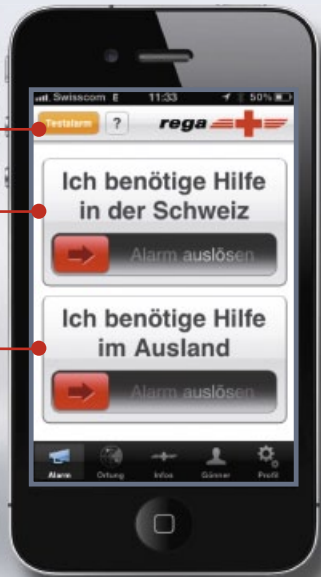 Swisscom E 11:33 50%
Testalarm ? rega
Ich benötige Hilfe
in der Schweiz
Alarm auslösen
Ich benötige Hilfe
im Ausland
Alarm auslösen
Alarm Ortung Infos Gönner Profil